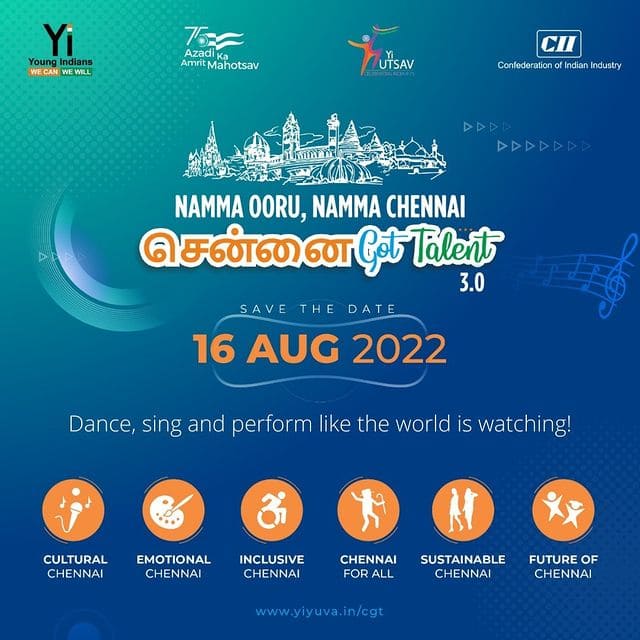 Yi
Young Indians
WE CAN WE WILL
75
Azadi Ka
Amrit Mahotsav
Yi
UTSAV
CII
Confederation of Indian Industry
NAMMA OORU, NAMMA CHENNAI
சென்னை Got Talent
3.0
SAVE THE DATE
16 AUG 2022
Dance, sing and perform like the world is watching!
CULTURAL
CHENNAI
EMOTIONAL
CHENNAI
INCLUSIVE
CHENNAI
CHENNAI
FOR ALL
SUSTAINABLE
CHENNAI
FUTURE OF
CHENNAI
www.yiyuva.in/cgt